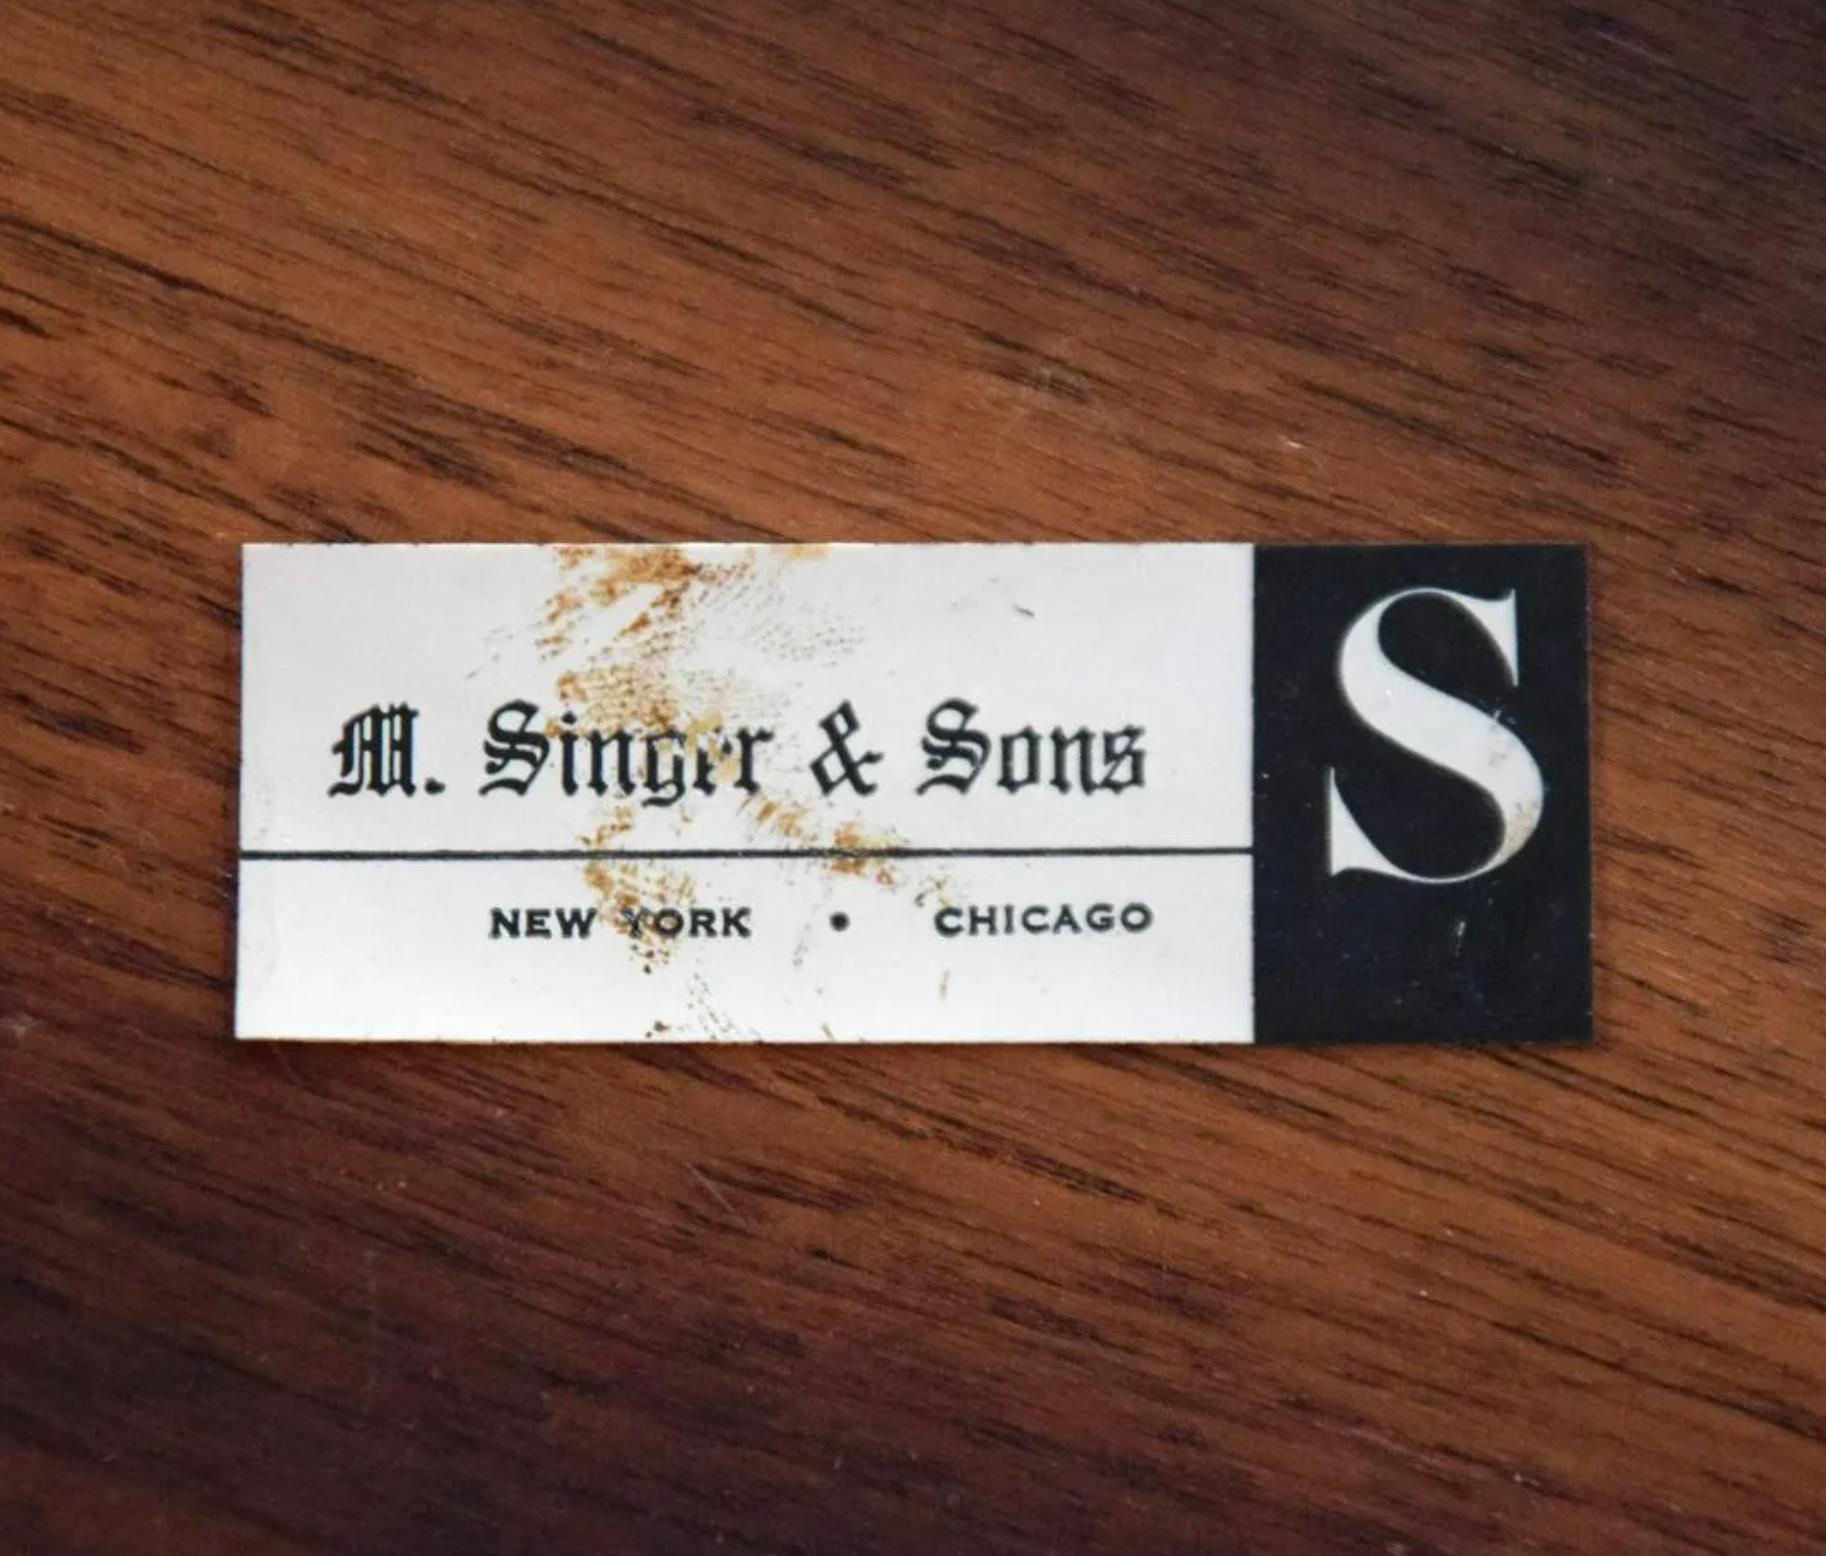 M. Singer & Sons
NEW YORK • CHICAGO
S